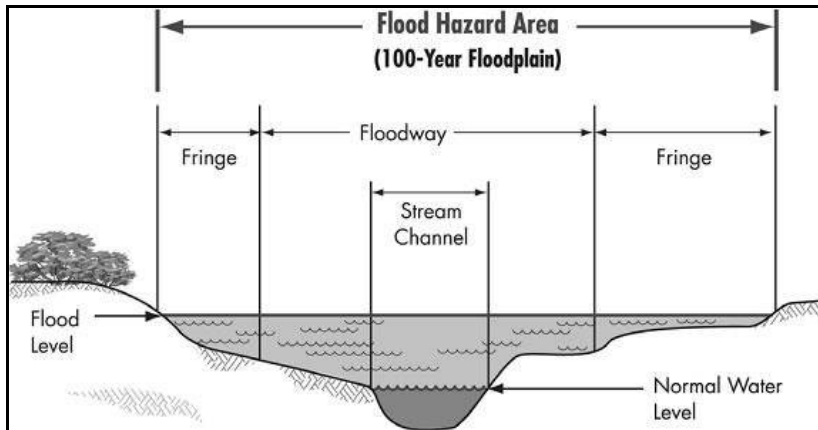 Flood Hazard Area
(100-Year Floodplain)
Fringe
Floodway
Fringe
Stream
Channel
Flood
Level
Normal Water
Level